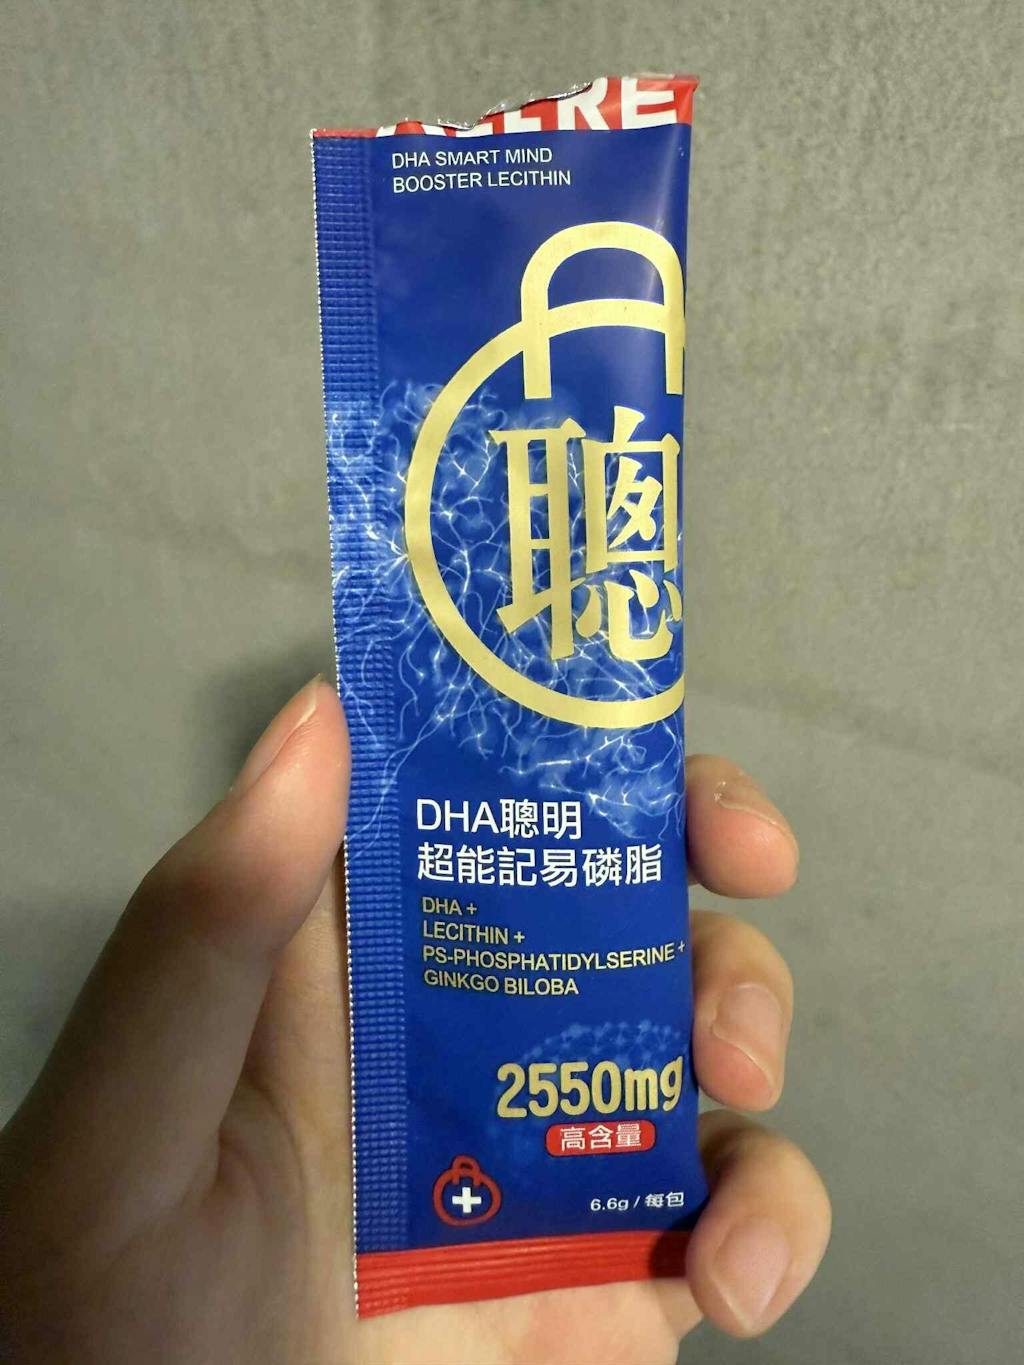 DHA SMART MIND
BOOSTER LECITHIN
聰
DHA聰明
超能記易磷脂
DHA +
LECITHIN +
PS-PHOSPHATIDYLSERINE +
GINKGO BILOBA
2550mg
高含量
6.6g / 每包